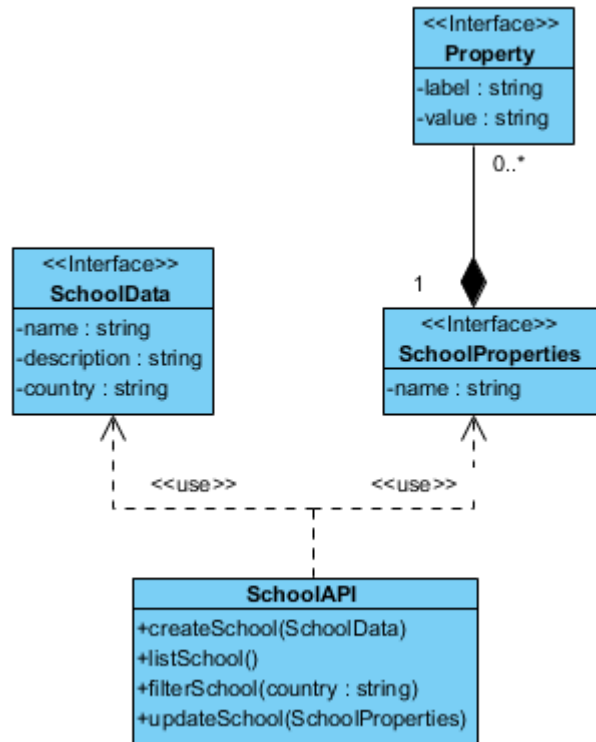 <<Interface>>
Property
-label : string
-value : string
0..*
1
<<Interface>>
SchoolData
-name : string
-description : string
-country : string
<<Interface>>
SchoolProperties
-name : string
<<use>>
<<use>>
SchoolAPI
+createSchool(SchoolData)
+listSchool()
+filterSchool(country : string)
+updateSchool(SchoolProperties)